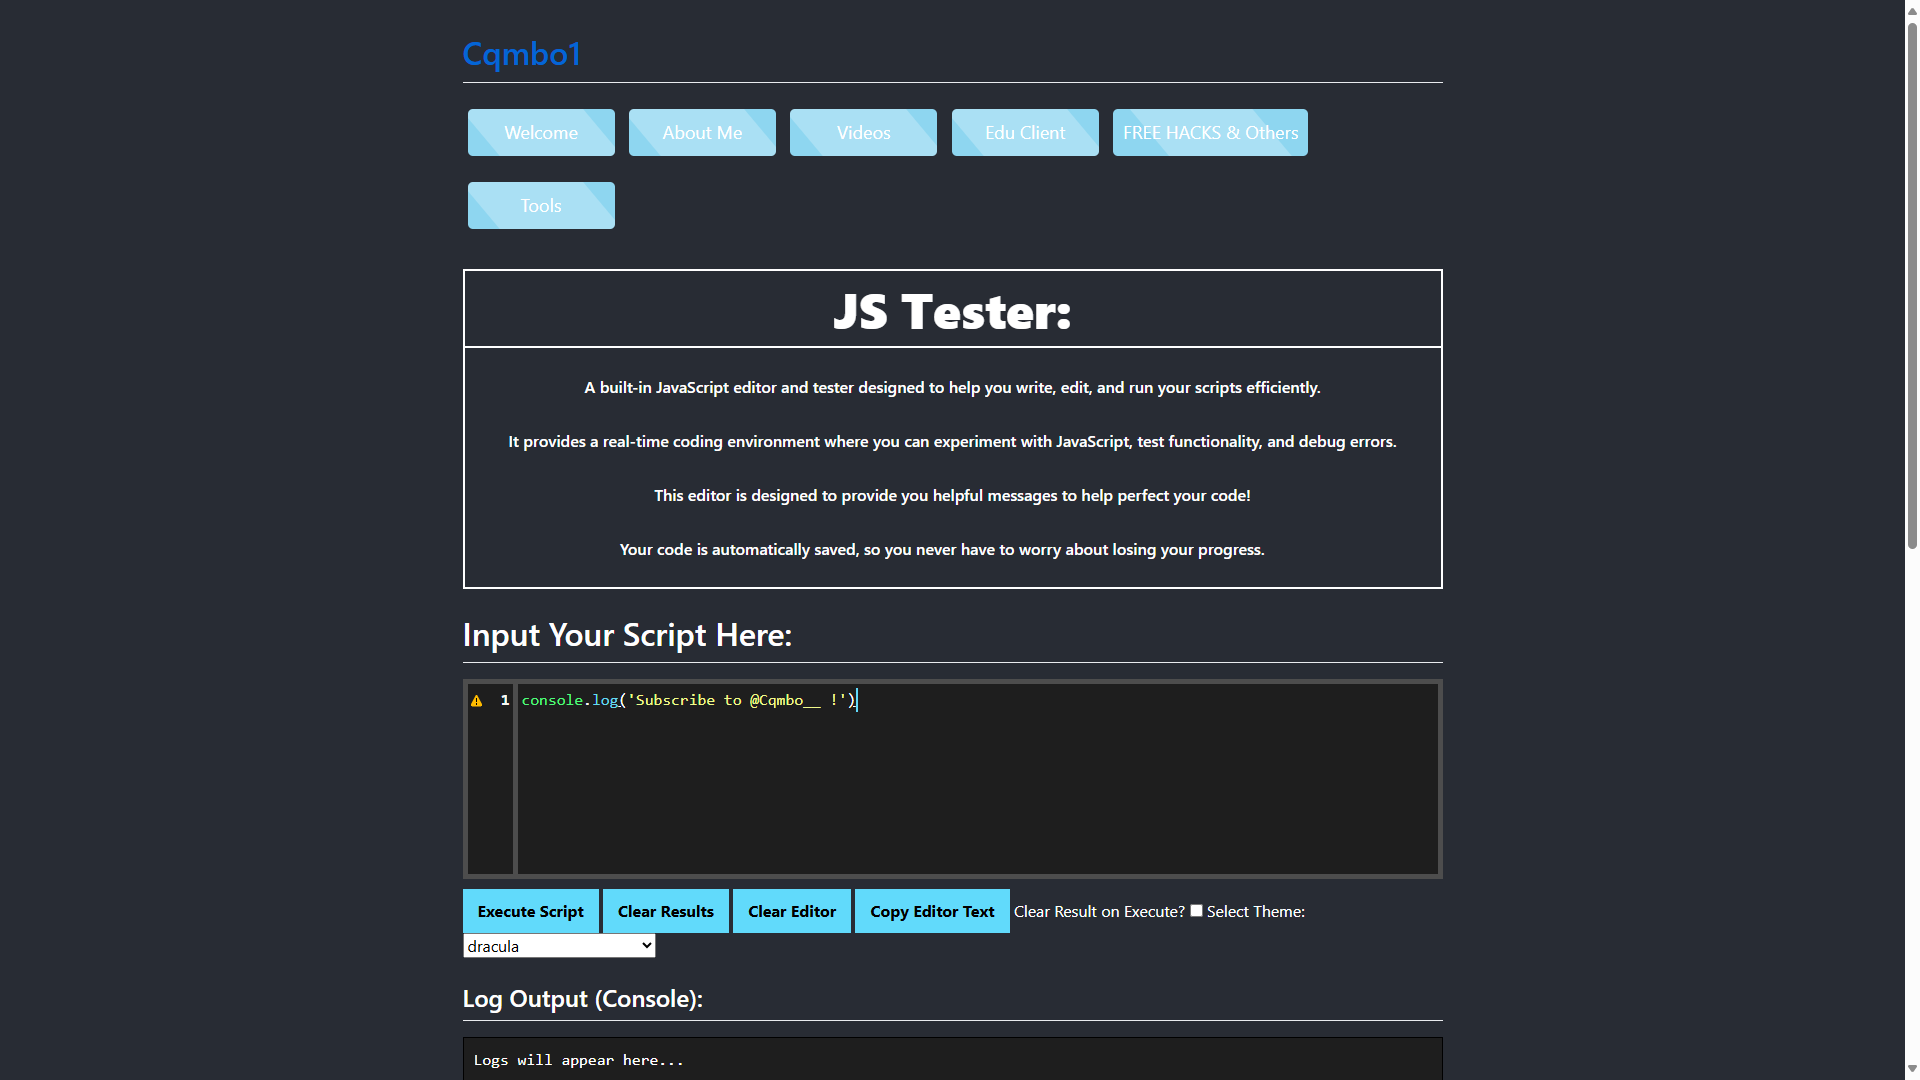 Cqmbo1
Welcome About Me Videos Edu Client FREE HACKS & Others
Tools
JS Tester:
A built-in JavaScript editor and tester designed to help you write, edit, and run your scripts efficiently.
It provides a real-time coding environment where you can experiment with JavaScript, test functionality, and debug errors.
This editor is designed to provide you helpful messages to help perfect your code!
Your code is automatically saved, so you never have to worry about losing your progress.
Input Your Script Here:
1 console.log('Subscribe to @Cqmbo__ !')
Execute Script Clear Results Clear Editor Copy Editor Text Clear Result on Execute? Select Theme:
dracula
Log Output (Console):
Logs will appear here...